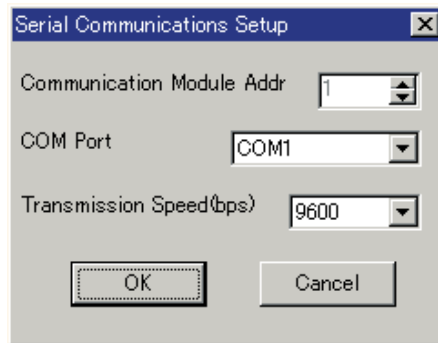 Serial Communications Setup
Communication Module Addr 1
COM Port COM1
Transmission Speed(bps) 9600
OK Cancel